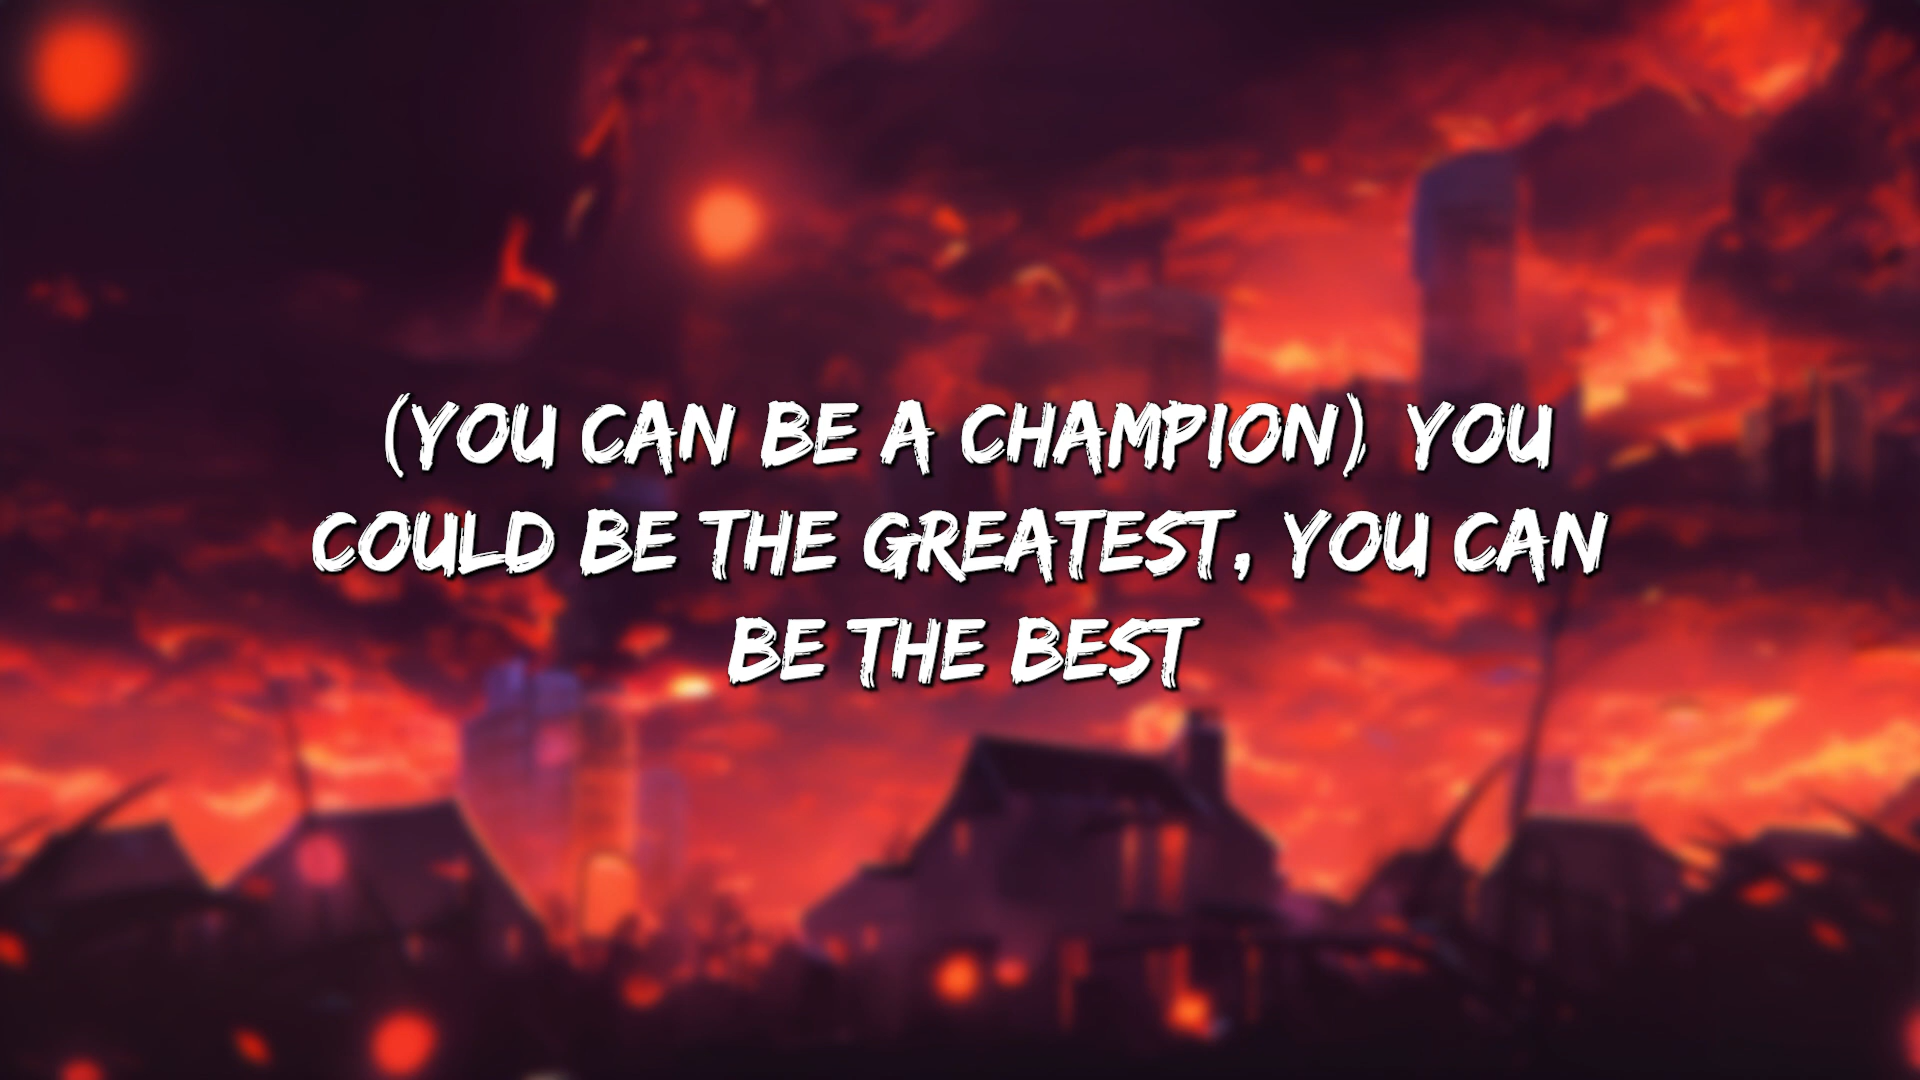 (YOU CAN BE A CHAMPION) YOU
COULD BE THE GREATEST, YOU CAN
BE THE BEST